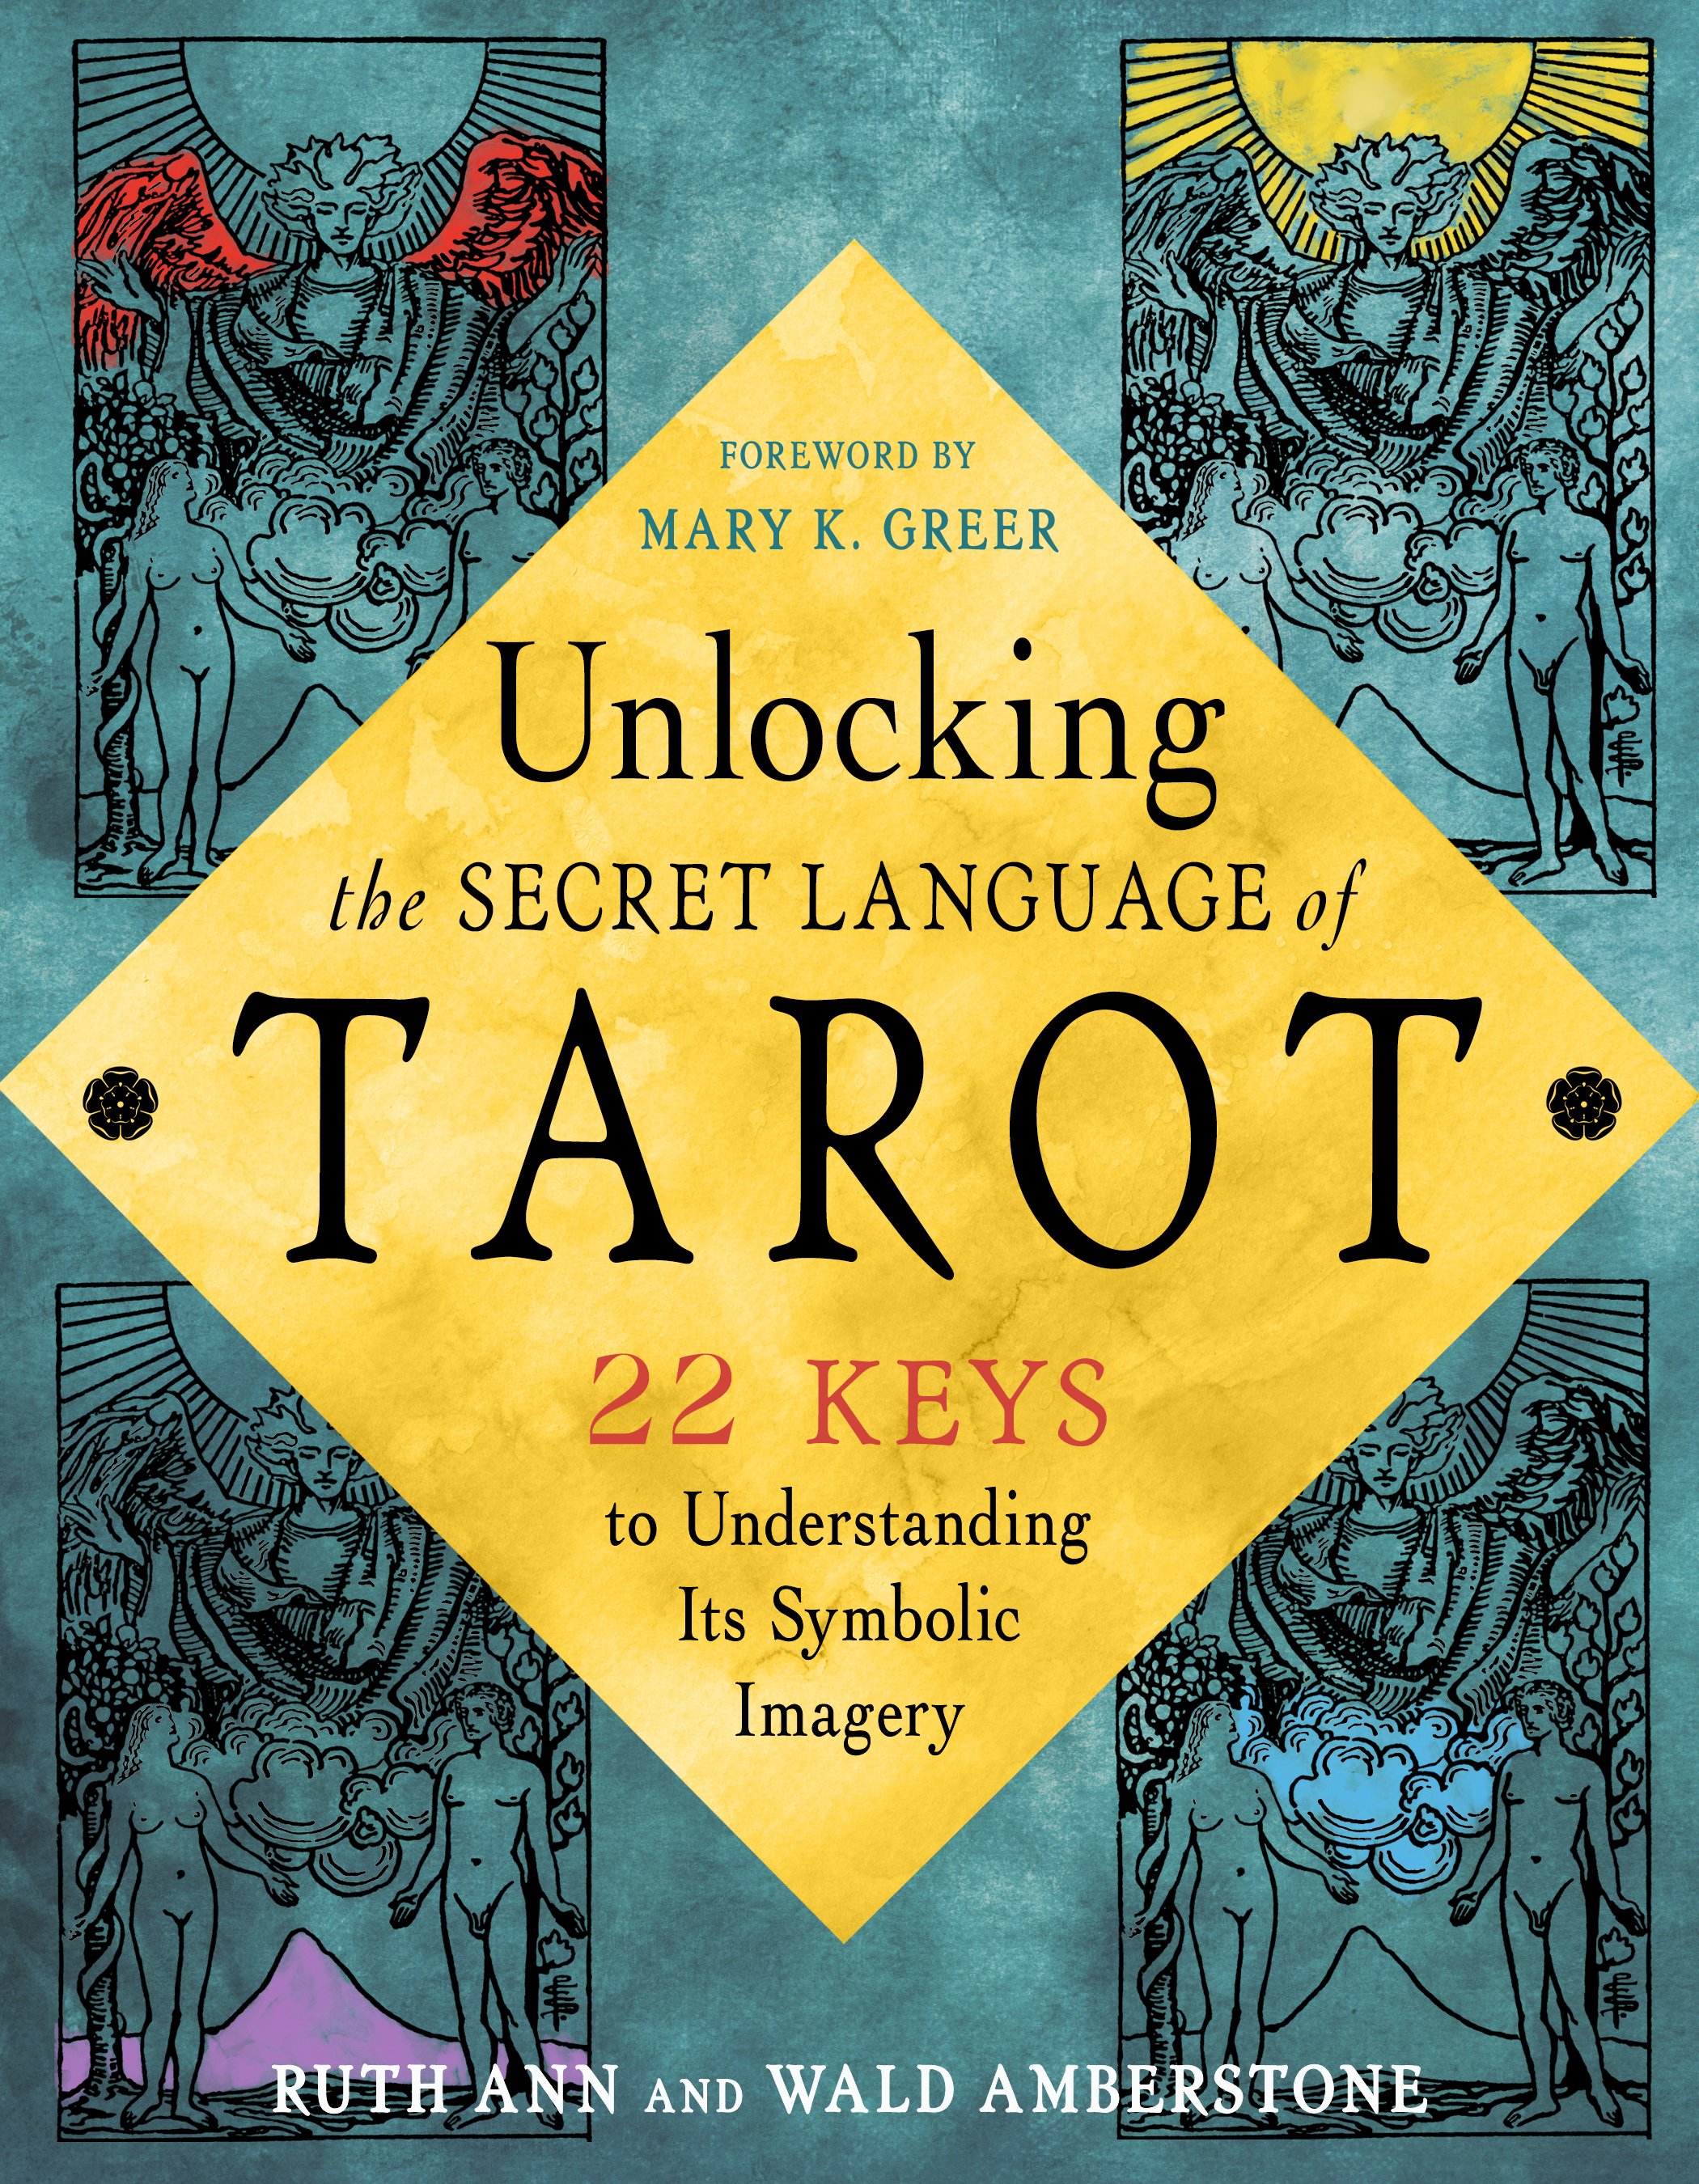 FOREWORD BY
MARY K. GREER
Unlocking
the SECRET LANGUAGE of
TAROT
22 KEYS
to Understanding
Its Symbolic
Imagery
RUTH ANN AND WALD AMBERSTONE